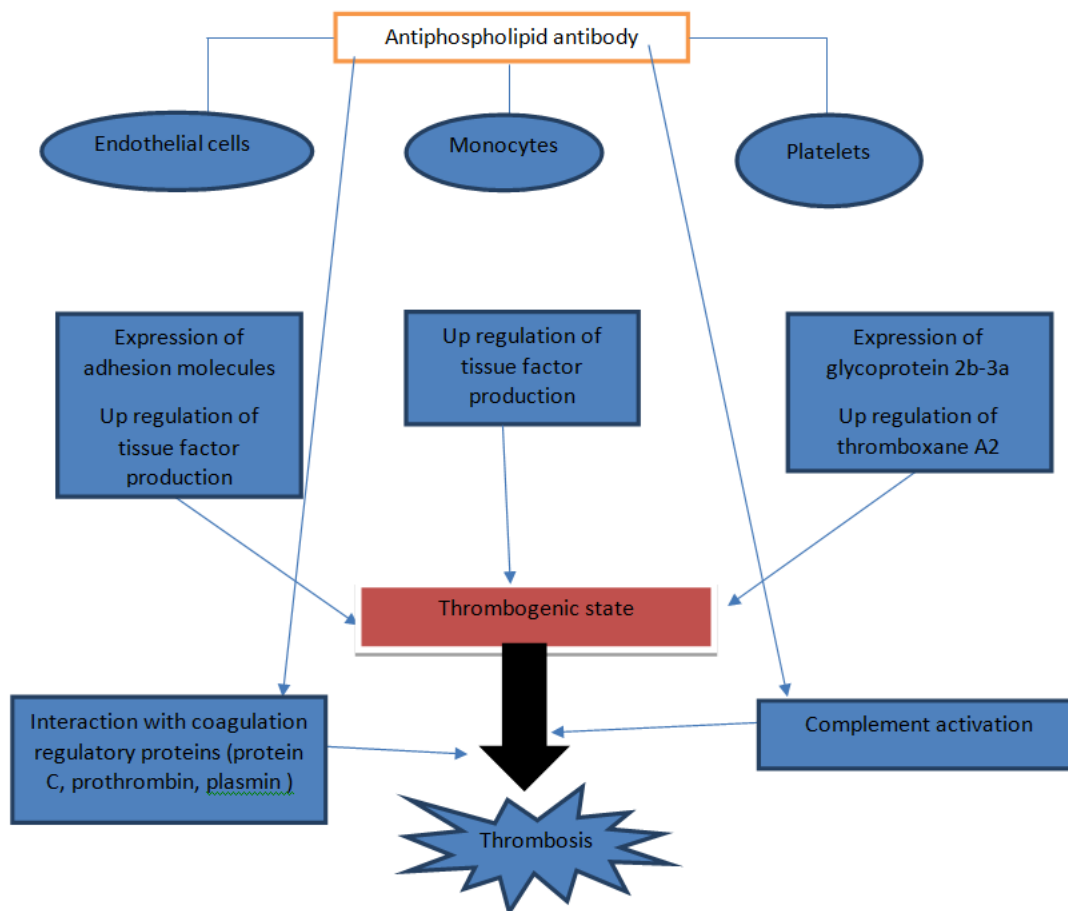 Antiphospholipid antibody
Endothelial cells
Monocytes
Platelets
Expression of
adhesion molecules
Up regulation of
tissue factor
production
Up regulation of
tissue factor
production
Expression of
glycoprotein 2b-3a
Up regulation of
thromboxane A2
Thrombogenic state
Interaction with coagulation
regulatory proteins (protein
C, prothrombin, plasmin )
Complement activation
Thrombosis